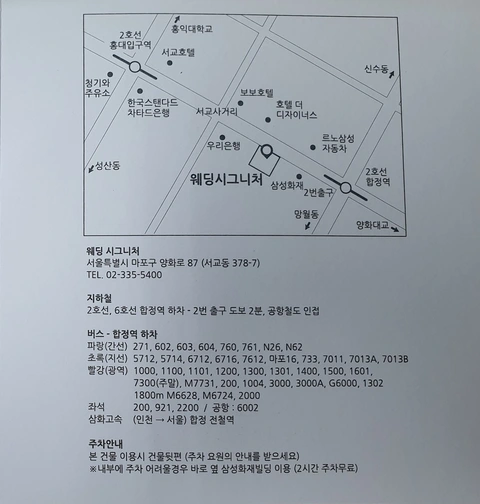 홍익대학교
2호선
홍대입구역
서교호텔
신수동
청기와
주유소
한국스탠다드
차타드은행
보보호텔
서교사거리
호텔 더
디자이너스
우리은행
르노삼성
자동차
성산동
웨딩시그니처
삼성화재
2번출구
2호선
합정역
망원동
양화대교
웨딩 시그니처
서울특별시 마포구 양화로 87 (서교동 378-7)
TEL. 02-335-5400
지하철
2호선, 6호선 합정역 하차 - 2번 출구 도보 2분, 공항철도 인접
버스 - 합정역 하차
파랑(간선) 271, 602, 603, 604, 760, 761, N26, N62
초록(지선) 5712, 5714, 6712, 6716, 7612, 마포16, 733, 7011, 7013A, 7013B
빨강(광역) 1000, 1100, 1101, 1200, 1300, 1301, 1400, 1500, 1601,
7300(주말), M7731, 200, 1004, 3000, 3000A, G6000, 1302
1800m M6628, M6724, 2000
좌석 200, 921, 2200 / 공항 : 6002
삼화고속 (인천 → 서울) 합정 전철역
주차안내
본 건물 이용시 건물뒷편 (주차 요원의 안내를 받으세요)
※내부에 주차 어려울경우 바로 옆 삼성화재빌딩 이용 (2시간 주차무료)